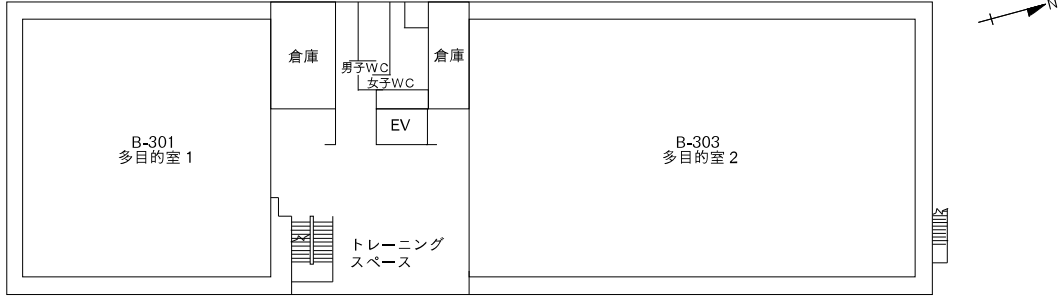 N
倉庫
倉庫
男子WC
女子WC
EV
B-301
多目的室 1
B-303
多目的室 2
トレーニング
スペース